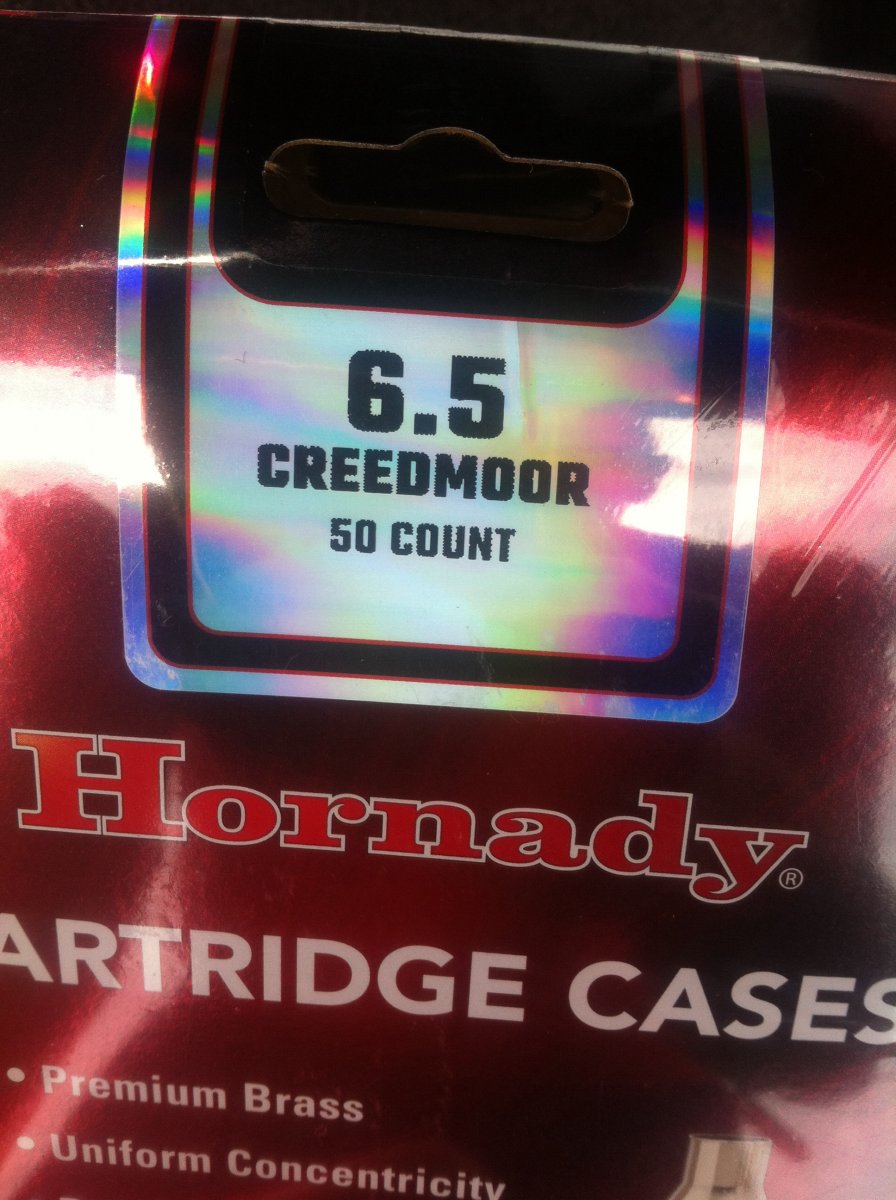 6.5
CREEDMOOR
50 COUNT
Hornady®
ARTRIDGE CASES
• Premium Brass
• Uniform Concentricity